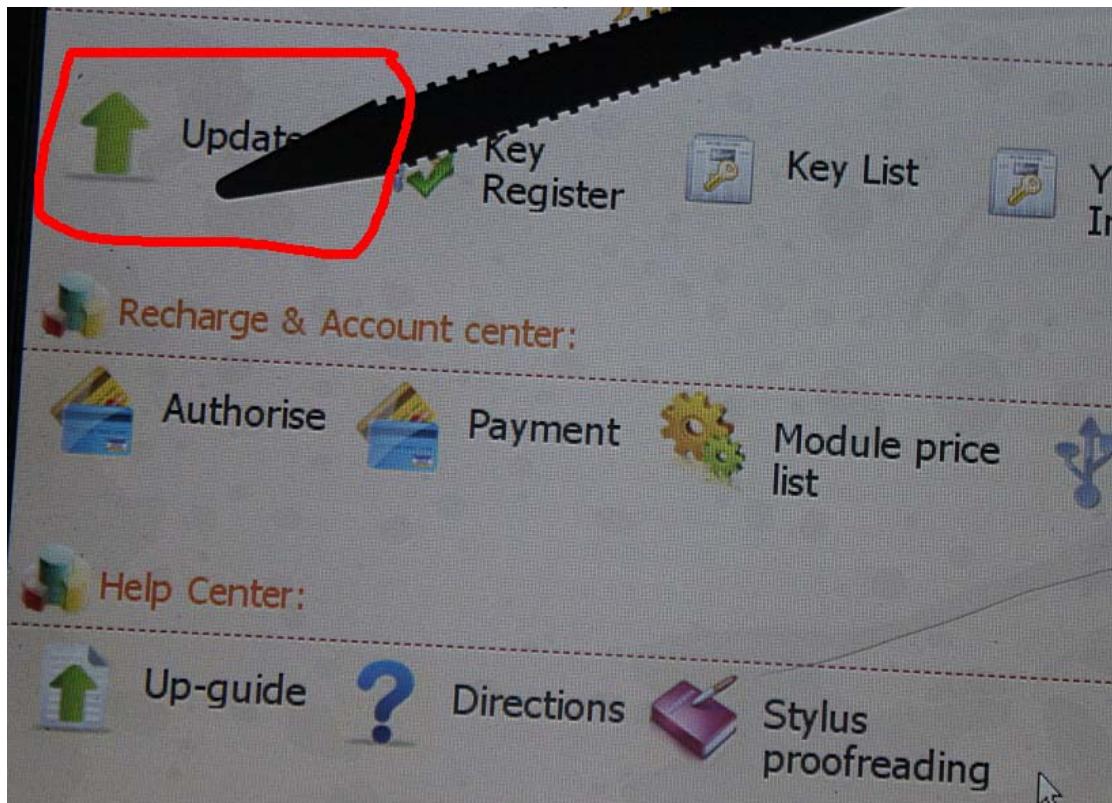 Update
Key
Register
Key List
Recharge & Account center:
Authorise
Payment
Module price
list
Help Center:
Up-guide
Directions
Stylus
proofreading